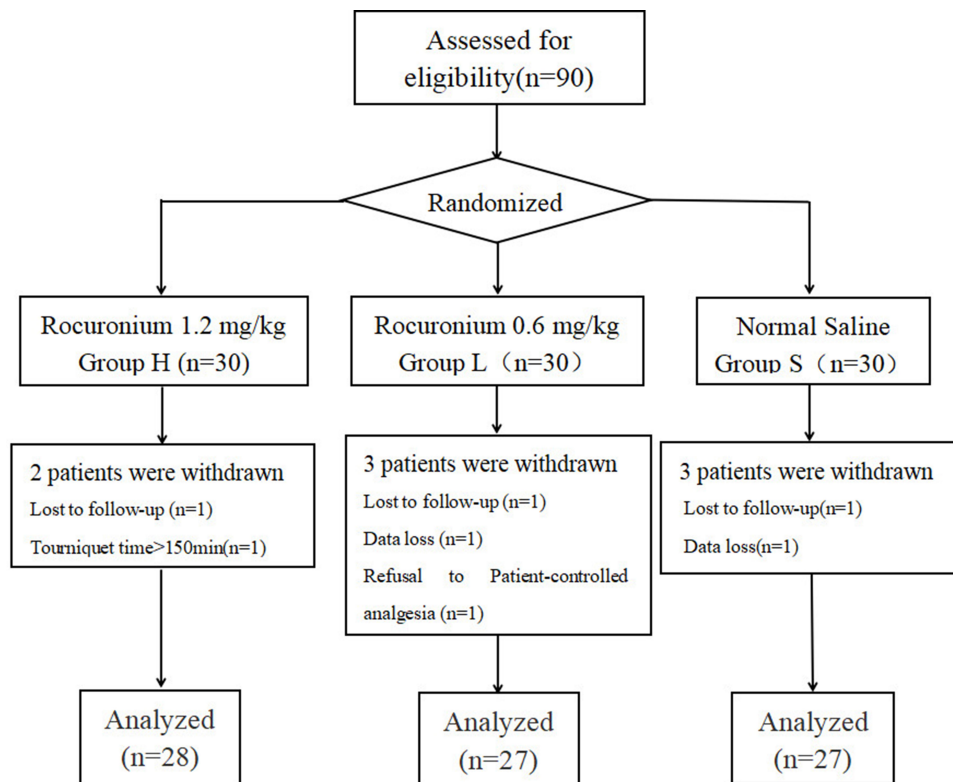 Assessed for
eligibility(n=90)
Randomized
Rocuronium 1.2 mg/kg
Group H (n=30)
Rocuronium 0.6 mg/kg
Group L（n=30）
Normal Saline
Group S（n=30）
2 patients were withdrawn
Lost to follow-up (n=1)
Tourniquet time>150min(n=1)
3 patients were withdrawn
Lost to follow-up (n=1)
Data loss (n=1)
Refusal to Patient-controlled
analgesia (n=1)
3 patients were withdrawn
Lost to follow-up(n=1)
Data loss(n=1)
Analyzed
(n=28)
Analyzed
(n=27)
Analyzed
(n=27)